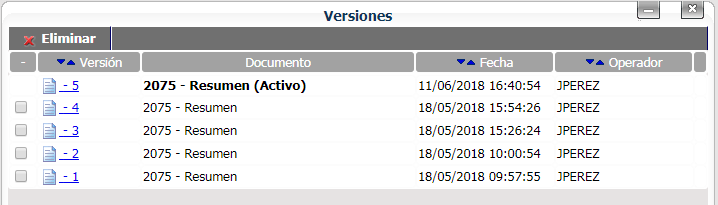 Versiones
Eliminar
- Versión Documento Fecha Operador
- 5 2075 - Resumen (Activo) 11/06/2018 16:40:54 JPEREZ
- 4 2075 - Resumen 18/05/2018 15:54:26 JPEREZ
- 3 2075 - Resumen 18/05/2018 15:26:24 JPEREZ
- 2 2075 - Resumen 18/05/2018 10:00:54 JPEREZ
- 1 2075 - Resumen 18/05/2018 09:57:55 JPEREZ